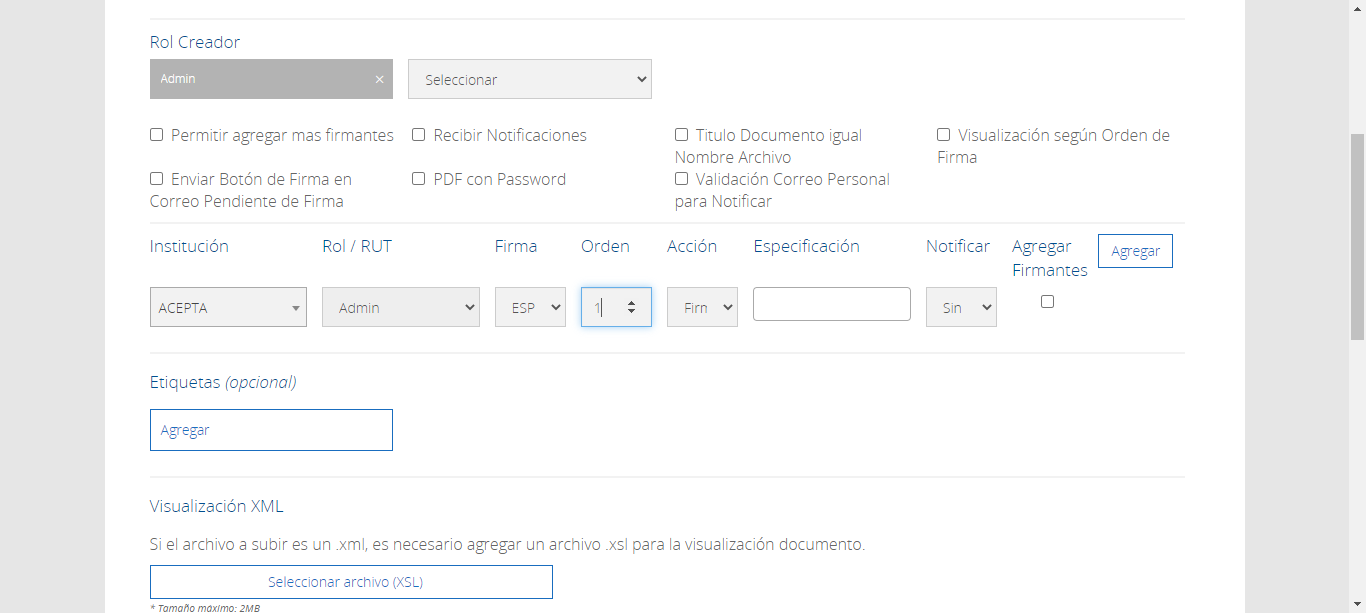 Rol Creador
Admin ×
Seleccionar
Permitir agregar mas firmantes
Recibir Notificaciones
Titulo Documento igual
Nombre Archivo
Visualización según Orden de
Firma
Enviar Botón de Firma en
Correo Pendiente de Firma
PDF con Password
Validación Correo Personal
para Notificar
Institución
Rol / RUT
Firma
Orden
Acción
Especificación
Notificar
Agregar
Firmantes
Agregar
ACEPTA
Admin
ESP
1
Firn
Sin
Etiquetas (opcional)
Agregar
Visualización XML
Si el archivo a subir es un .xml, es necesario agregar un archivo .xsl para la visualización documento.
Seleccionar archivo (XSL)
* Tamaño máximo: 2MB